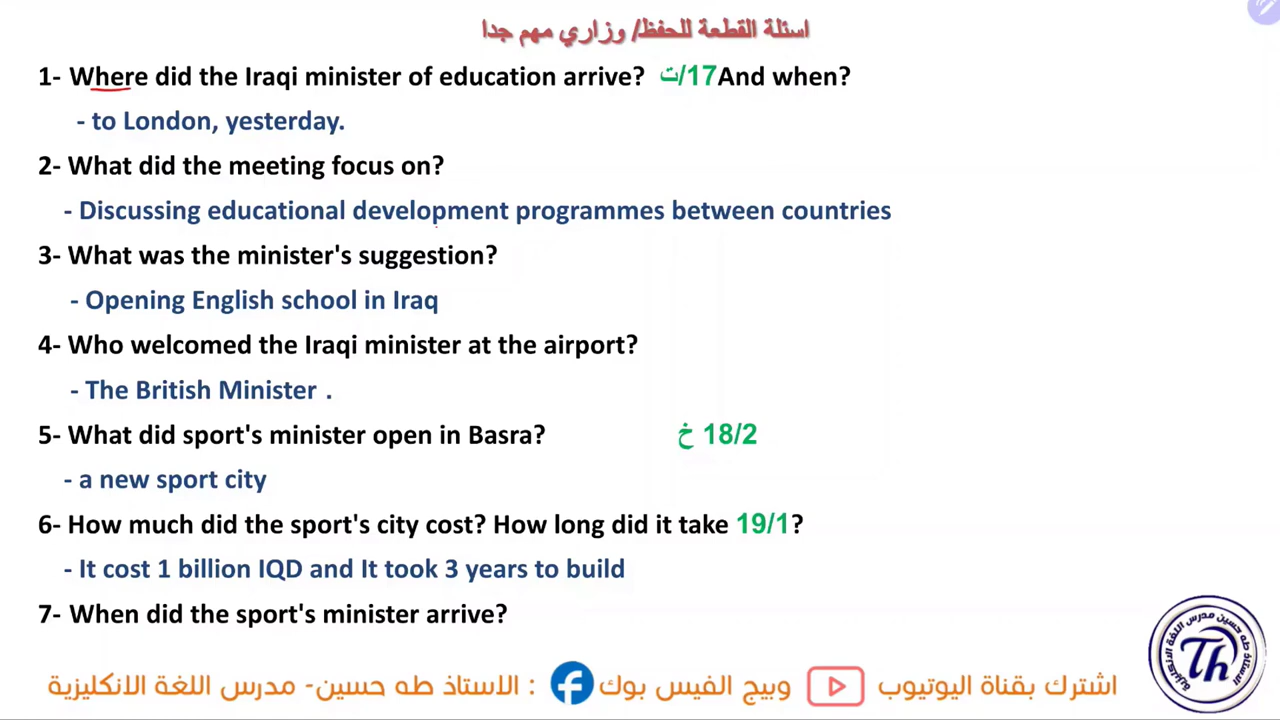 اسئلة القطعة للحفظ/ وزاري مهم جدا
1- Where did the Iraqi minister of education arrive? ت/17 And when?
- to London, yesterday.
2- What did the meeting focus on?
- Discussing educational development programmes between countries
3- What was the minister's suggestion?
- Opening English school in Iraq
4- Who welcomed the Iraqi minister at the airport?
- The British Minister .
5- What did sport's minister open in Basra? خ 18/2
- a new sport city
6- How much did the sport's city cost? How long did it take 19/1?
- It cost 1 billion IQD and It took 3 years to build
7- When did the sport's minister arrive?
اشترك بقناة اليوتيوب وبيج الفيس بوك : الاستاذ طه حسين- مدرس اللغة الانكليزية
الاستاذ طه حسين مدرس اللغة الانكليزية
Th